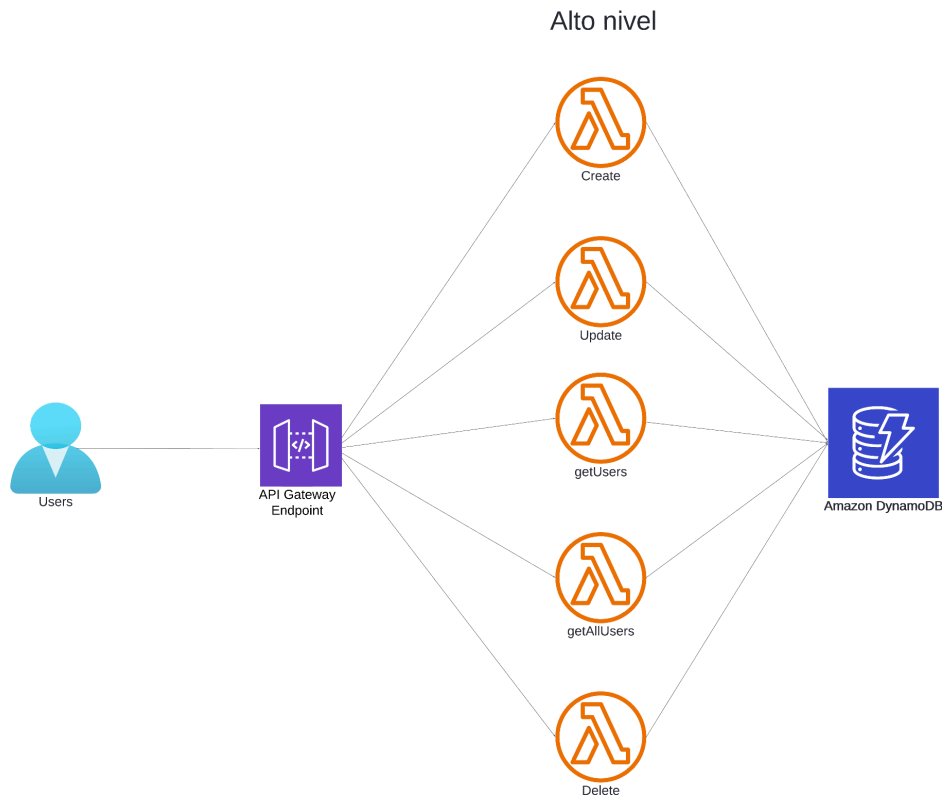 Alto nivel
Create
Update
getUsers
Users
API Gateway
Endpoint
</>
Amazon DynamoDB
getAllUsers
Delete